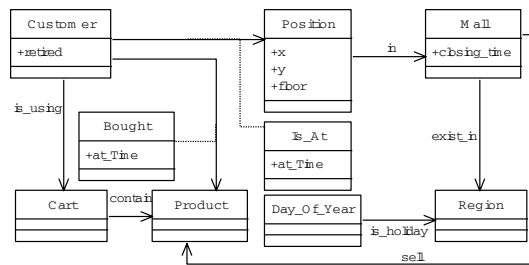 Customer
+retired
Position
+x
+y
+floor
in
Mall
+closing_time
is_using
Bought
+at_Time
Is_At
+at_Time
exist_in
Cart
contain
Product
Day_Of_Year
is_holiday
Region
sell